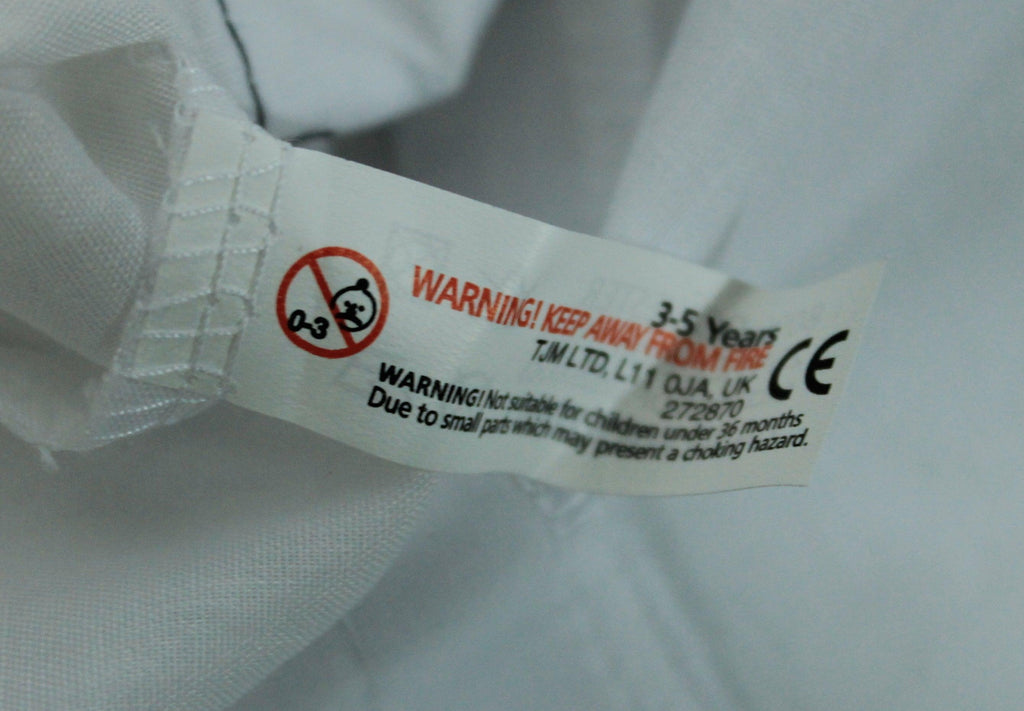 0-3
3-5 Years
WARNING! KEEP AWAY FROM FIRE
TJM LTD, L11 0JA, UK
272870
CE
WARNING! Not suitable for children under 36 months
Due to small parts which may present a choking hazard.